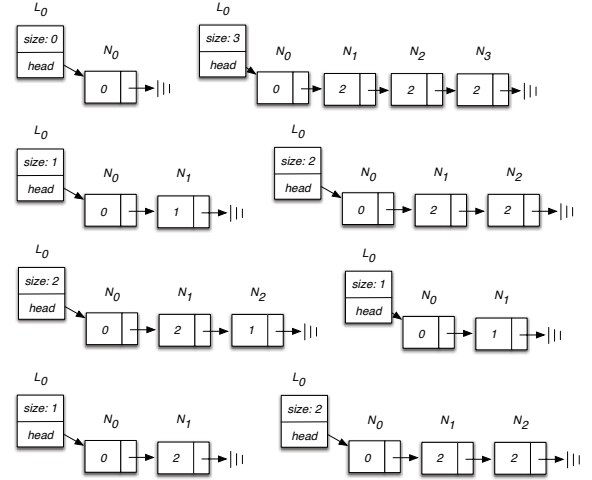 L0 L0
size: 0 size: 3
N0 N0 N1 N2 N3
head head
0 0 2 2 2
L0 L0
size: 1 size: 2
N0 N1 N0 N1 N2
head head
0 1 0 2 2
L0 L0
size: 2 size: 1
N0 N1 N2 N0 N1
head head
0 2 1 0 1
L0 L0
size: 1 size: 2
N0 N1 N0 N1 N2
head head
0 2 0 2 2